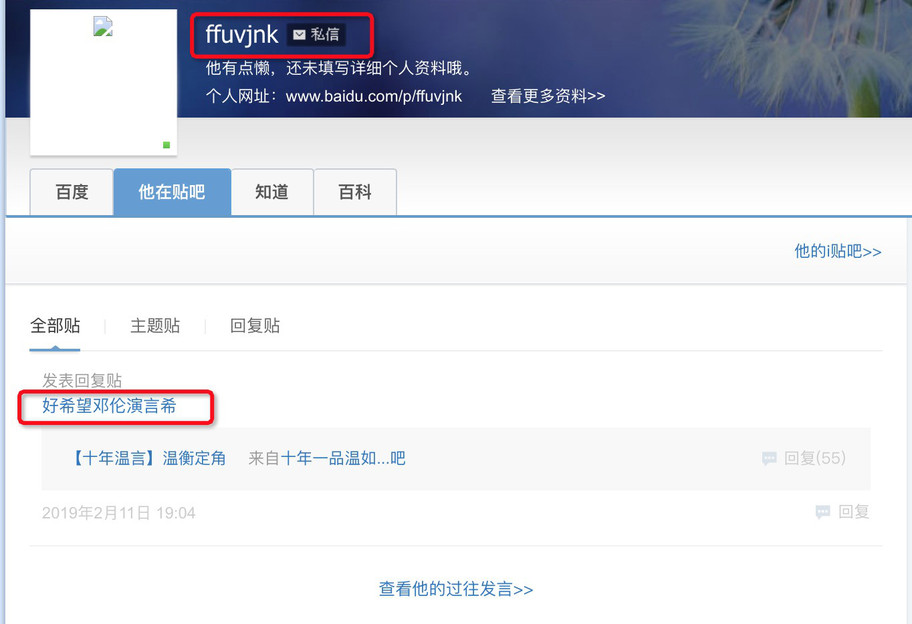 ffuvjnk 私信
他有点懒，还未填写详细个人资料哦。
个人网址：www.baidu.com/p/ffuvjnk 查看更多资料>>
百度 他在贴吧 知道 百科
他的i贴吧>>
全部贴 主题贴 回复贴
发表回复贴
好希望邓伦演言希
【十年温言】温衡定角 来自十年一品温如...吧 回复(55)
2019年2月11日 19:04 回复
查看他的过往发言>>